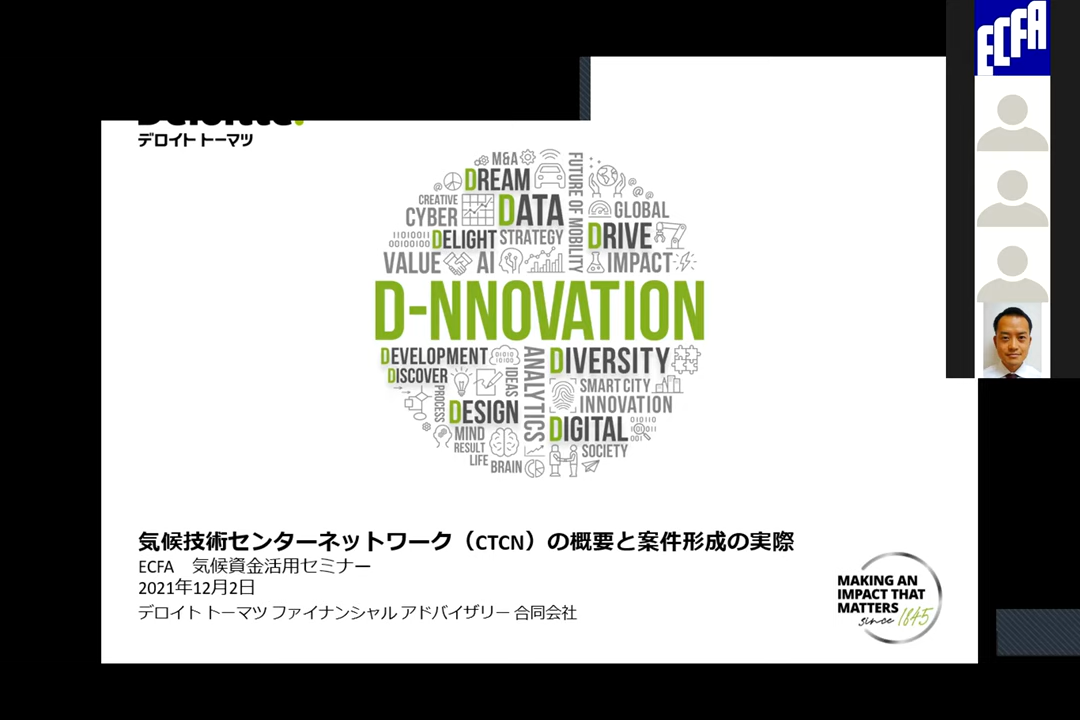 ECFA
Deloitte.
デロイト トーマツ
M&A
DREAM
CREATIVE
CYBER
DATA
FUTURE OF MOBILITY
GLOBAL
11010011
00100100
DELIGHT
STRATEGY
DRIVE
VALUE
AI
IMPACT
D-NNOVATION
DEVELOPMENT
DISCOVER
PROCESS
IDEAS
ANALYTICS
DIVERSITY
SMART CITY
INNOVATION
DESIGN
DIGITAL
MIND
RESULT
LIFE
BRAIN
SOCIETY
気候技術センターネットワーク（CTCN）の概要と案件形成の実際
ECFA　気候資金活用セミナー
2021年12月2日
デロイト トーマツ ファイナンシャル アドバイザリー 合同会社
MAKING AN
IMPACT THAT
MATTERS
since 1845